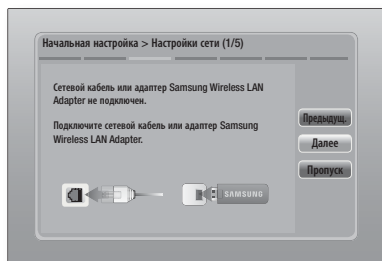 Начальная настройка > Настройки сети (1/5)
Сетевой кабель или адаптер Samsung Wireless LAN
Adapter не подключен.
Подключите сетевой кабель или адаптер Samsung
Wireless LAN Adapter.
Предыдущ.
Далее
Пропуск
SAMSUNG